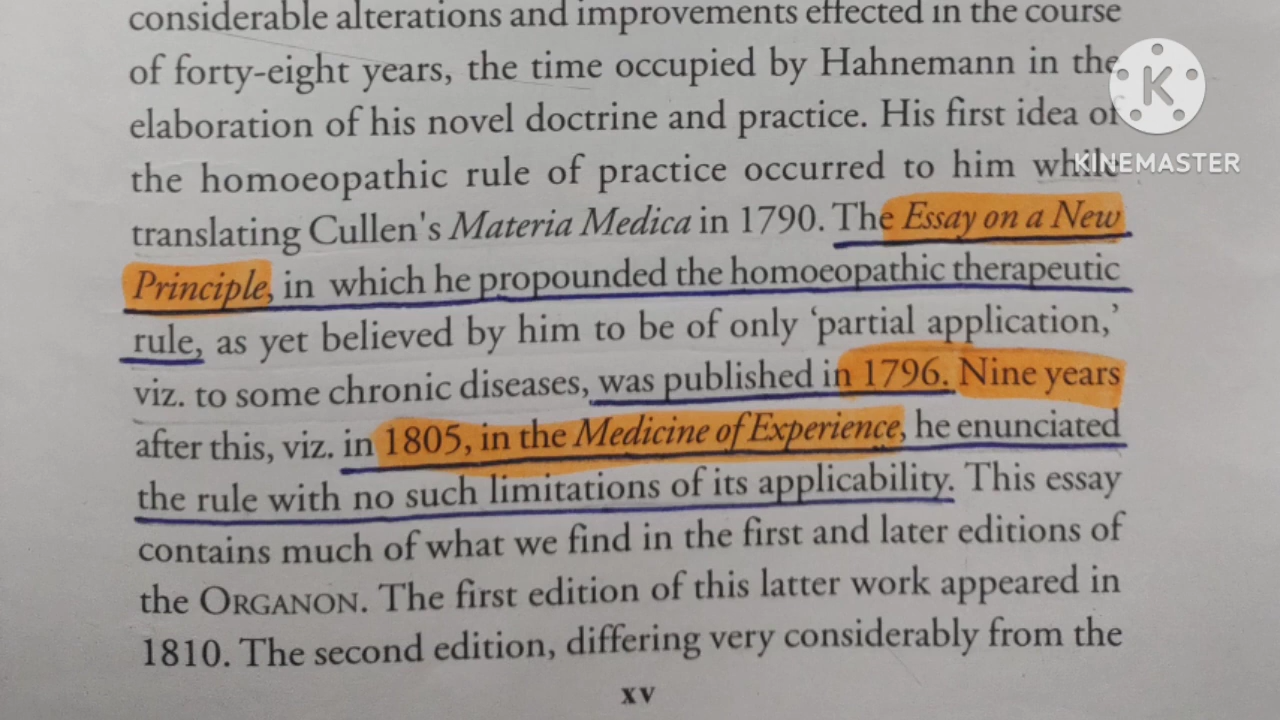 considerable alterations and improvements effected in the course
of forty-eight years, the time occupied by Hahnemann in the
elaboration of his novel doctrine and practice. His first idea of
the homoeopathic rule of practice occurred to him while
translating Cullen's Materia Medica in 1790. The Essay on a New
Principle, in which he propounded the homoeopathic therapeutic
rule, as yet believed by him to be of only ‘partial application,’
viz. to some chronic diseases, was published in 1796. Nine years
after this, viz. in 1805, in the Medicine of Experience, he enunciated
the rule with no such limitations of its applicability. This essay
contains much of what we find in the first and later editions of
the ORGANON. The first edition of this latter work appeared in
1810. The second edition, differing very considerably from the
xv
K
KINEMASTER